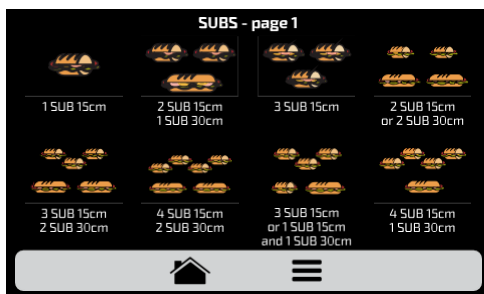 SUBS - page 1
1 SUB 15cm
2 SUB 15cm
1 SUB 30cm
3 SUB 15cm
2 SUB 15cm
or 2 SUB 30cm
3 SUB 15cm
2 SUB 30cm
4 SUB 15cm
2 SUB 30cm
3 SUB 15cm
or 1 SUB 15cm
and 1 SUB 30cm
4 SUB 15cm
1 SUB 30cm